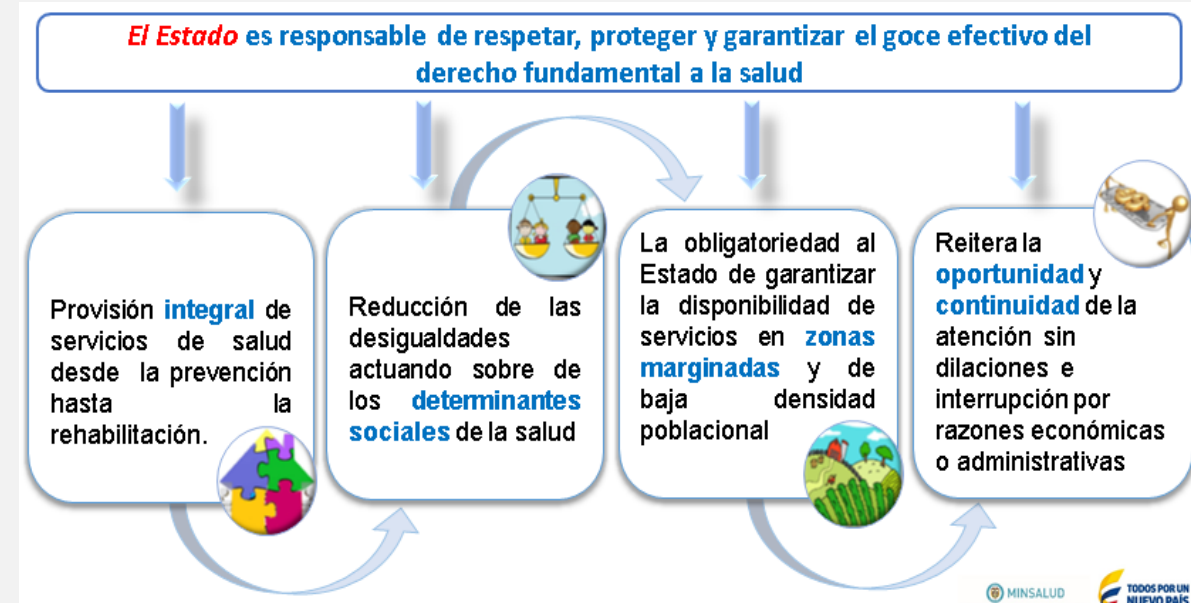 El Estado es responsable de respetar, proteger y garantizar el goce efectivo del
derecho fundamental a la salud
Provisión integral de
servicios de salud
desde la prevención
hasta la
rehabilitación.
Reducción de las
desigualdades
actuando sobre de
los determinantes
sociales de la salud
La obligatoriedad al
Estado de garantizar
la disponibilidad de
servicios en zonas
marginadas y de
baja densidad
poblacional
Reitera la
oportunidad y
continuidad de la
atención sin
dilaciones e
interrupción por
razones económicas
o administrativas
MINSALUD
TODOS POR UN
NUEVO PAÍS